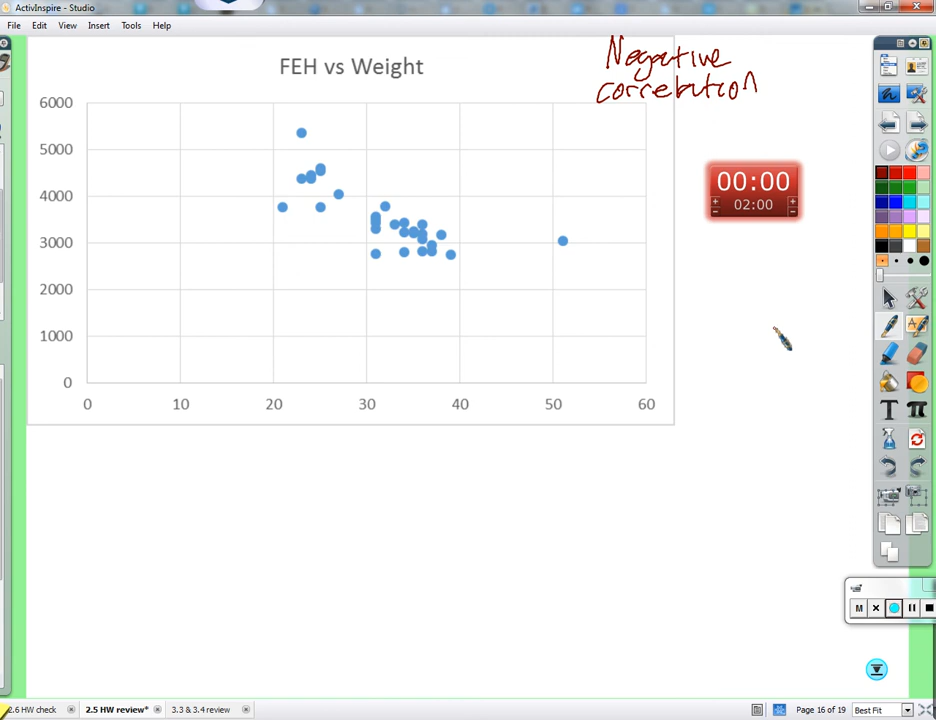 ActivInspire - Studio
File Edit View Insert Tools Help
FEH vs Weight
Negative
correlation
6000
5000
4000
3000
2000
1000
0
0 10 20 30 40 50 60
00:00
02:00
M
2.6 HW check 2.5 HW review* 3.3 & 3.4 review Page 16 of 19 Best Fit